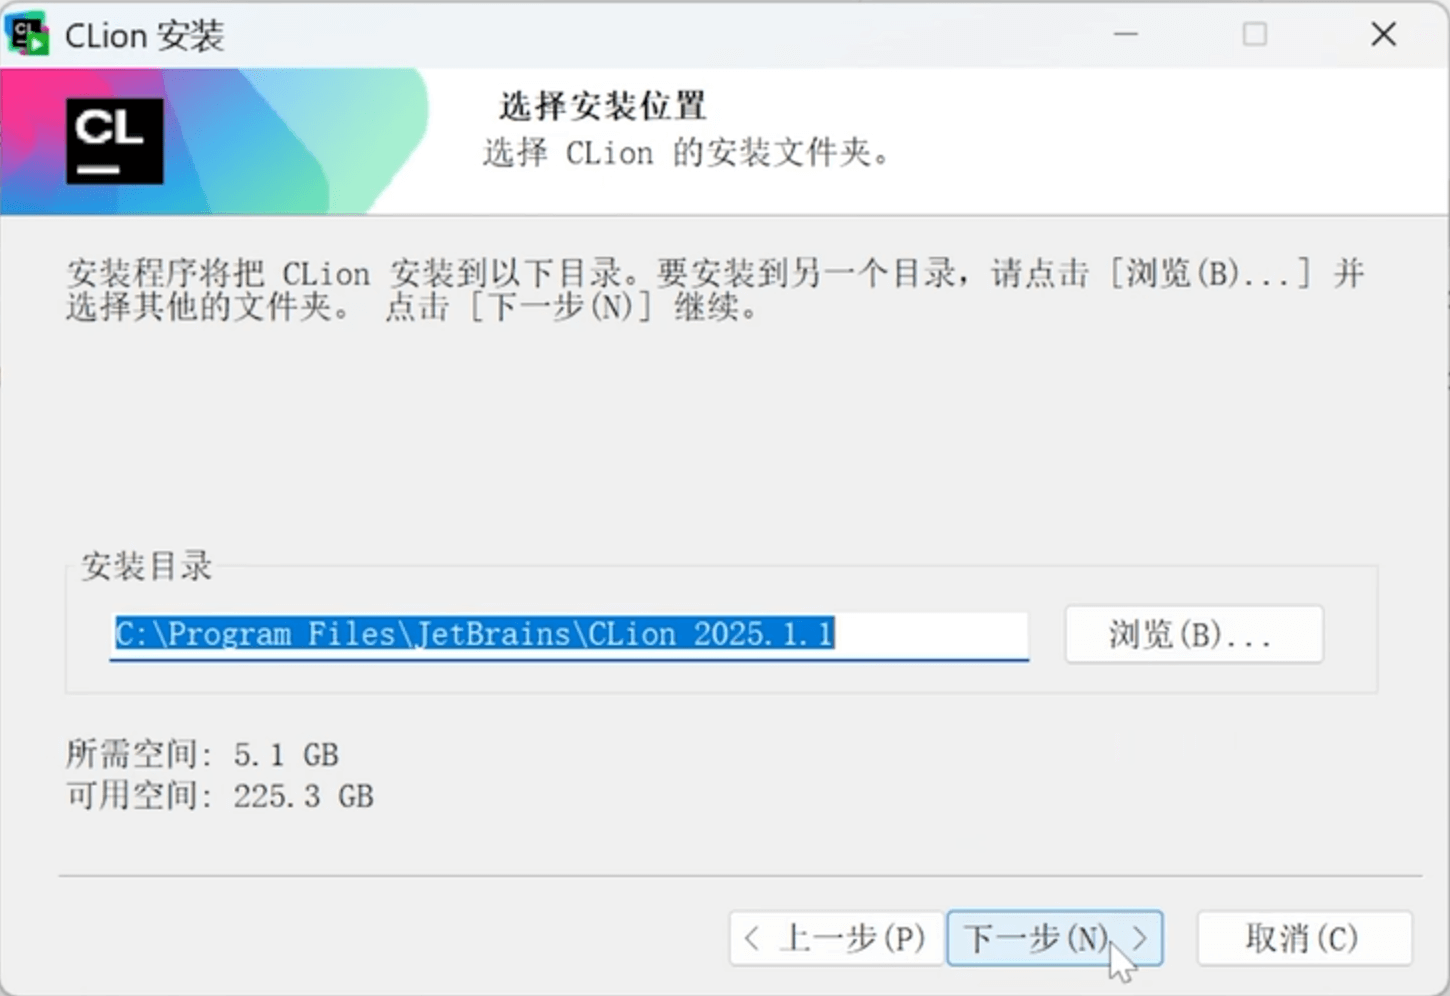 CLion 安装
CL
选择安装位置
选择 CLion 的安装文件夹。
安装程序将把 CLion 安装到以下目录。要安装到另一个目录，请点击 [浏览(B)...] 并
选择其他的文件夹。 点击 [下一步(N)] 继续。
安装目录
C:\Program Files\JetBrains\CLion 2025.1.1
浏览(B)...
所需空间: 5.1 GB
可用空间: 225.3 GB
< 上一步(P) 下一步(N) > 取消(C)